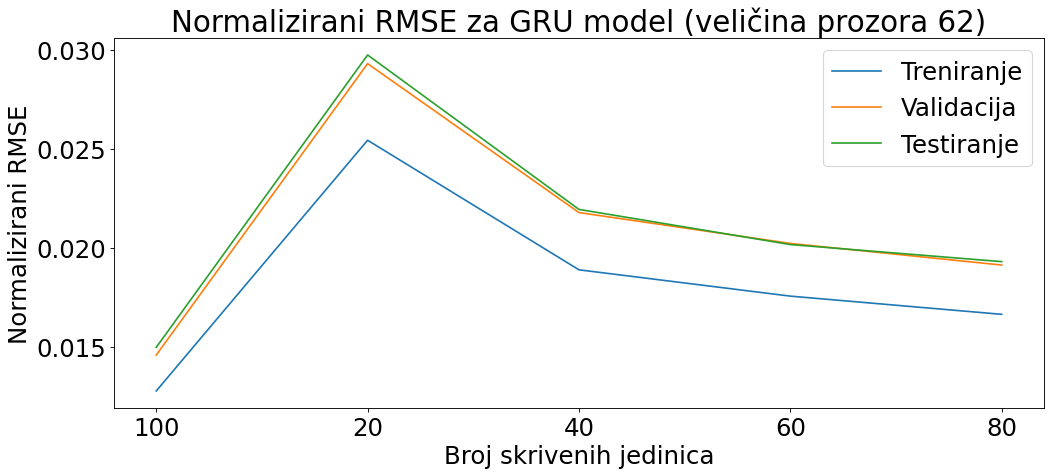 Normalizirani RMSE za GRU model (veličina prozora 62)
Normalizirani RMSE
0.030
0.025
0.020
0.015
Treniranje
Validacija
Testiranje
100 20 40 60 80
Broj skrivenih jedinica